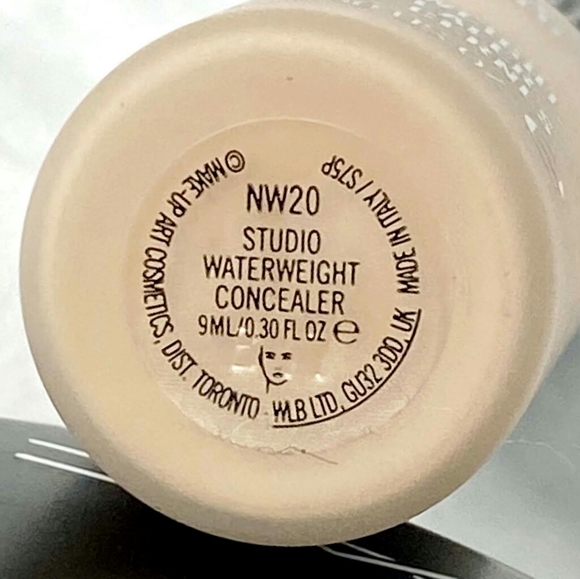 NW20
STUDIO
WATERWEIGHT
CONCEALER
9ML/0.30 FL OZ ℮
© MAKE-UP ART COSMETICS, DIST. TORONTO · WLB LTD, GU32 3DD, UK MADE IN ITALY / S75P